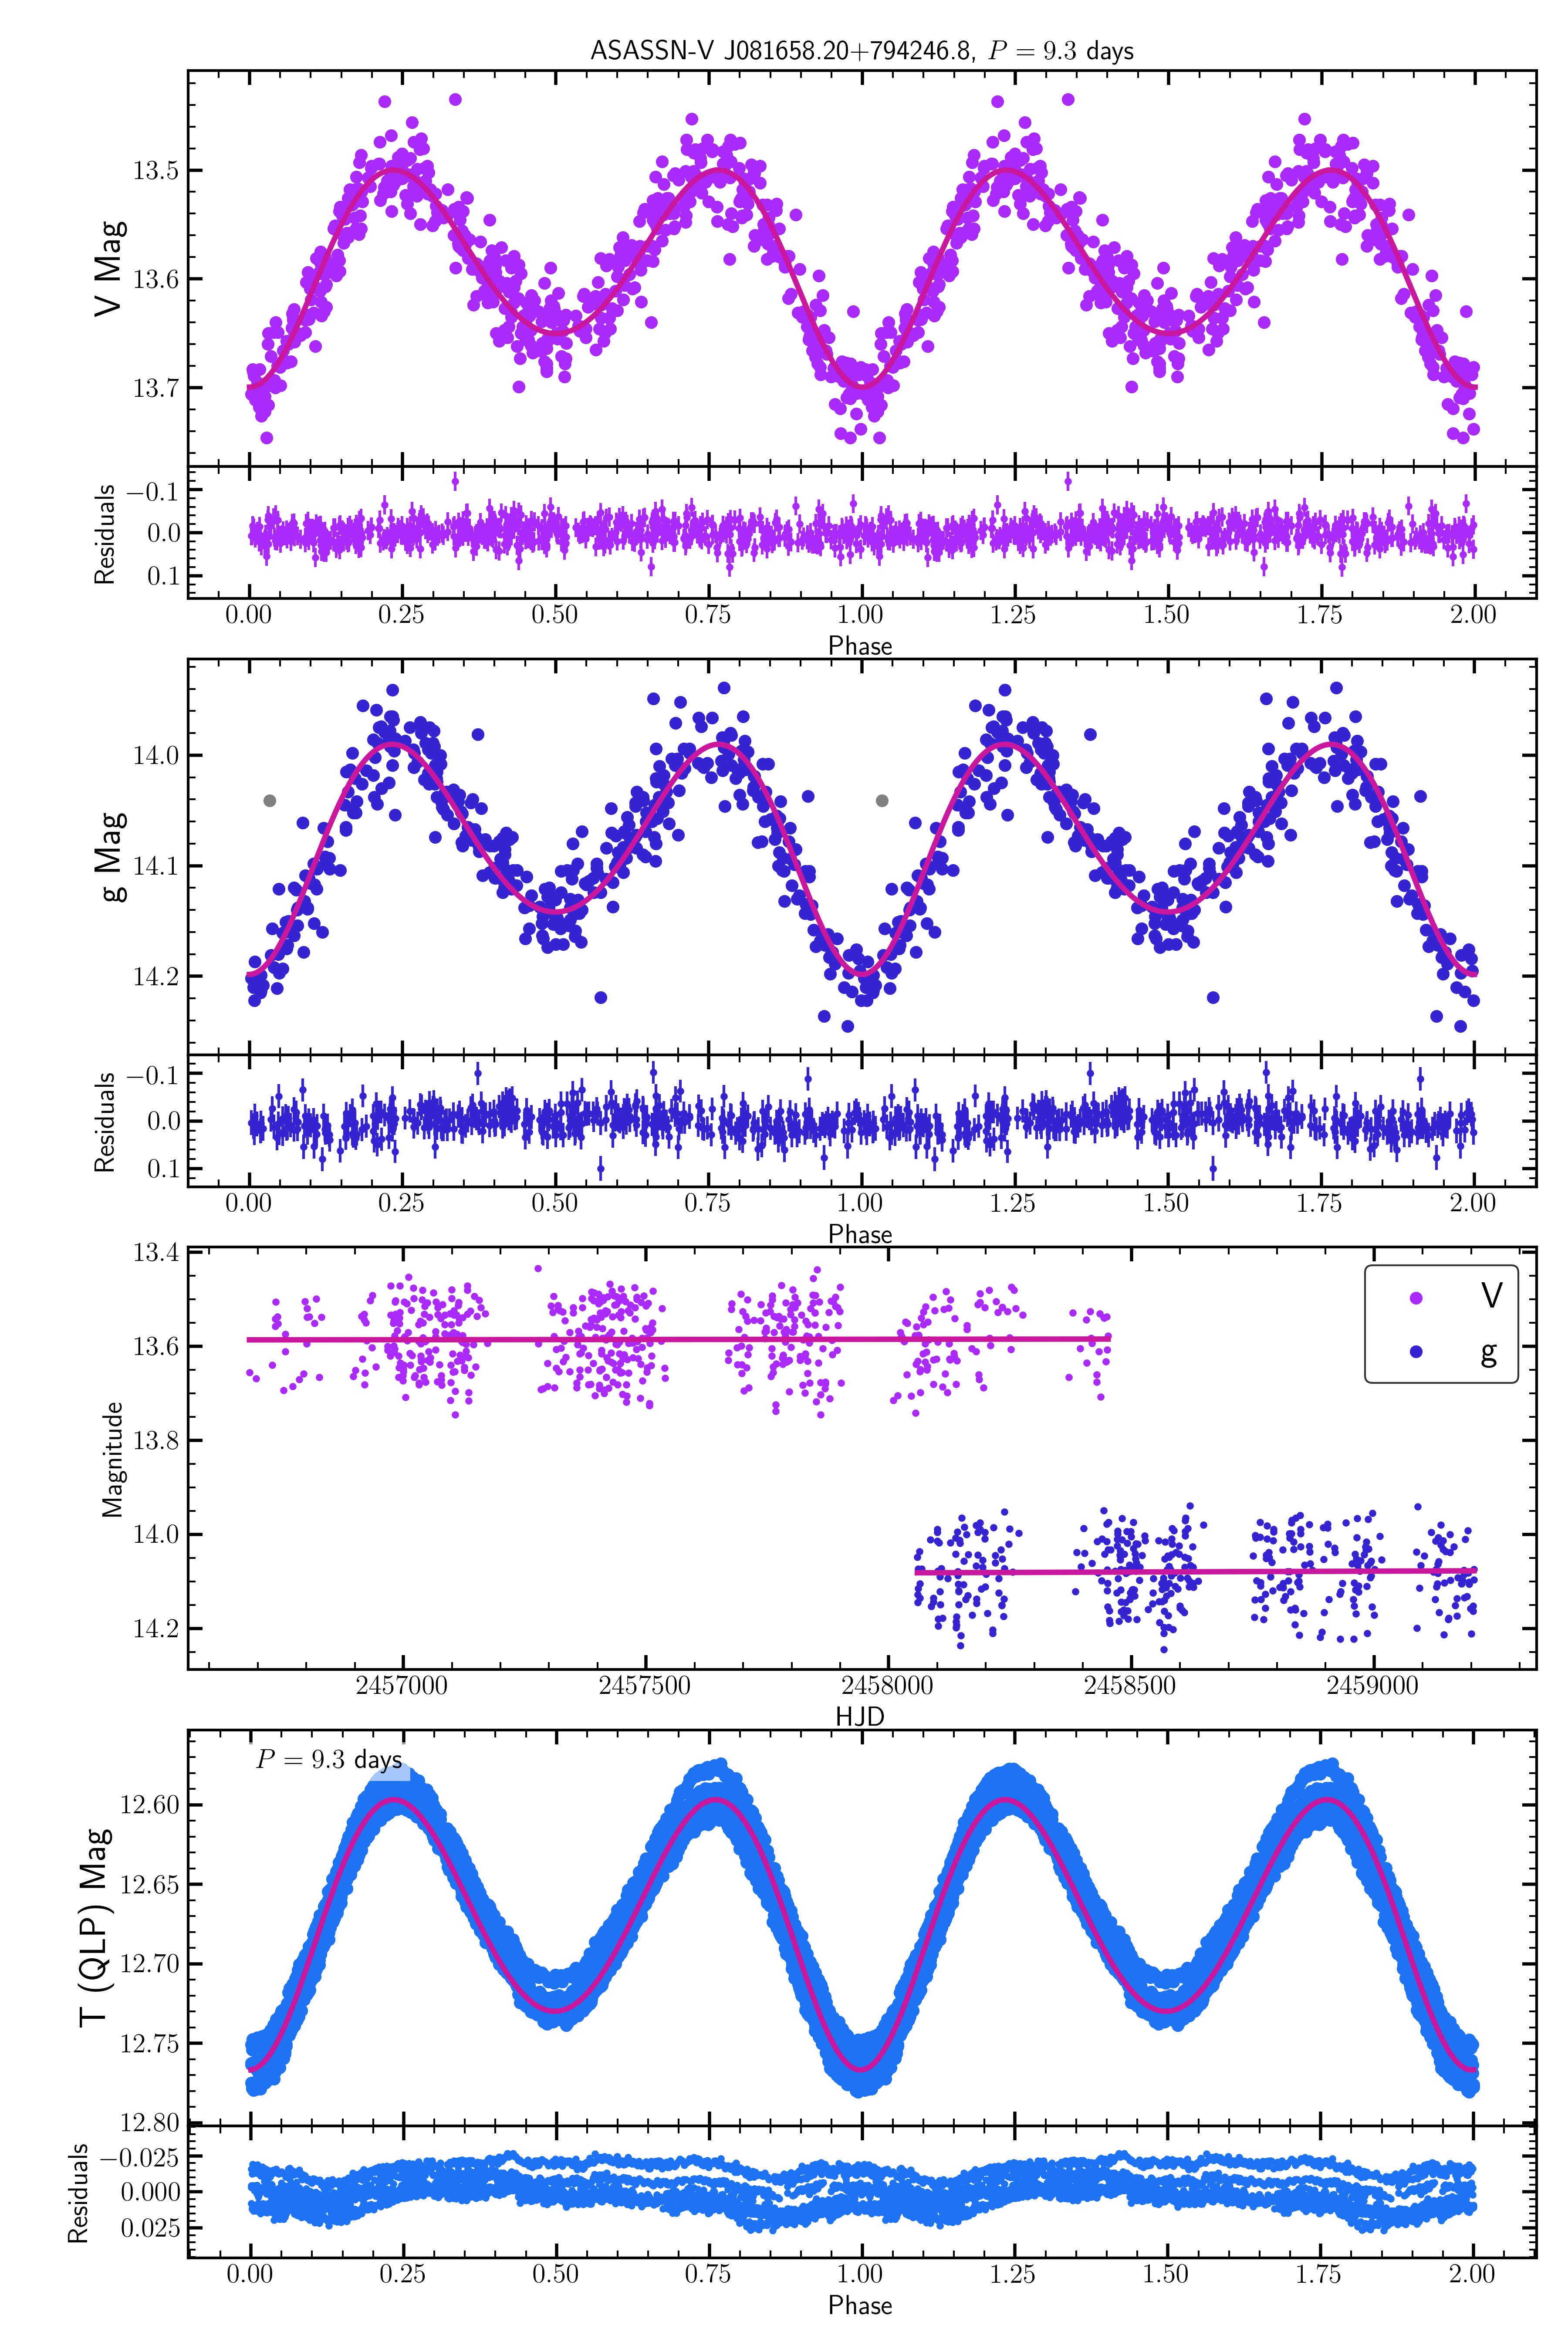 ASASSN-V J081658.20+794246.8, P = 9.3 days
13.5
13.6
13.7
V Mag
−0.1
0.0
0.1
Residuals
0.00 0.25 0.50 0.75 1.00 1.25 1.50 1.75 2.00
Phase
14.0
14.1
14.2
g Mag
−0.1
0.0
0.1
Residuals
0.00 0.25 0.50 0.75 1.00 1.25 1.50 1.75 2.00
Phase
13.4
13.6
13.8
14.0
14.2
Magnitude
V
g
2457000 2457500 2458000 2458500 2459000
HJD
P = 9.3 days
12.60
12.65
12.70
12.75
12.80
T (QLP) Mag
−0.025
0.000
0.025
Residuals
0.00 0.25 0.50 0.75 1.00 1.25 1.50 1.75 2.00
Phase